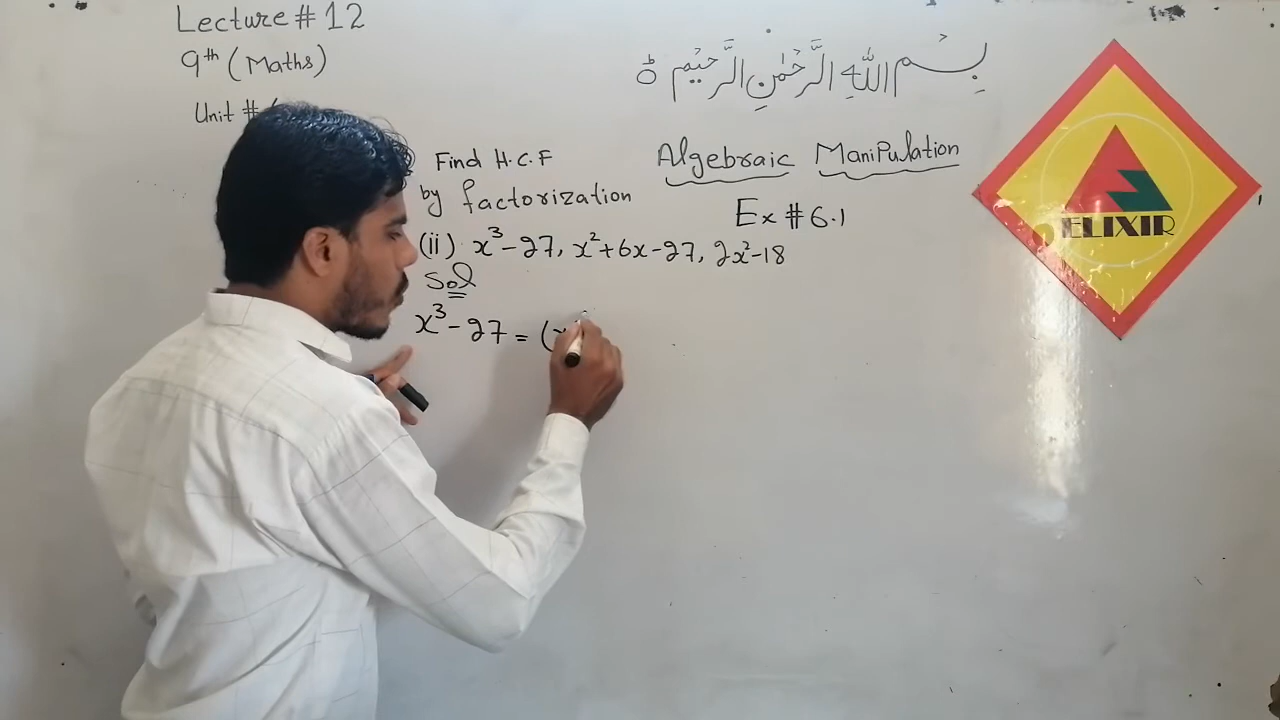 Lecture # 12
9th (Maths)
Unit #
بِسْمِ اللّٰهِ الرَّحْمٰنِ الرَّحِيْمِ
Find H.C.F
by factorization
Algebraic ManiPulation
Ex # 6.1
(ii) x³-27, x²+6x-27, 2x²-18
Sol
x³-27 = (x
ELIXIR